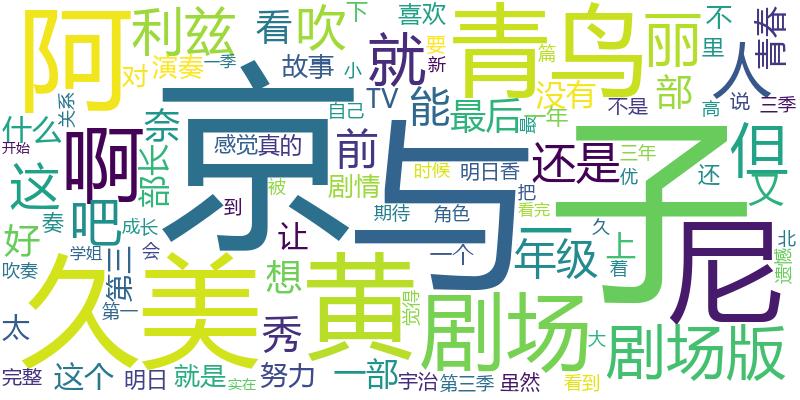 阿
利兹
看
吹
下
喜欢
青鸟
丽
不
里
青春
对
演奏
一季
故事
小
就
要
新
篇
人
京
与
子
TV
能
最后
没有
部
说
三季
关系
什么
奈
自己
最
一年
不是
高
开始
这
啊
部长
感觉
真的
前
时候
明日香
还是
三年
优
还
但
又
被
剧情
到
把
看完
奏
吧
成长
期待
角色
久
北
好
会
让
一个
二
年级
上
着
尼
遗憾
吹奏
学姐
第三
第一
久美
想
黄
觉得
剧场
太
秀
大
剧场版
完整
这个
明日
就是
实在
努力
一部
宇治
第三季
虽然
看到